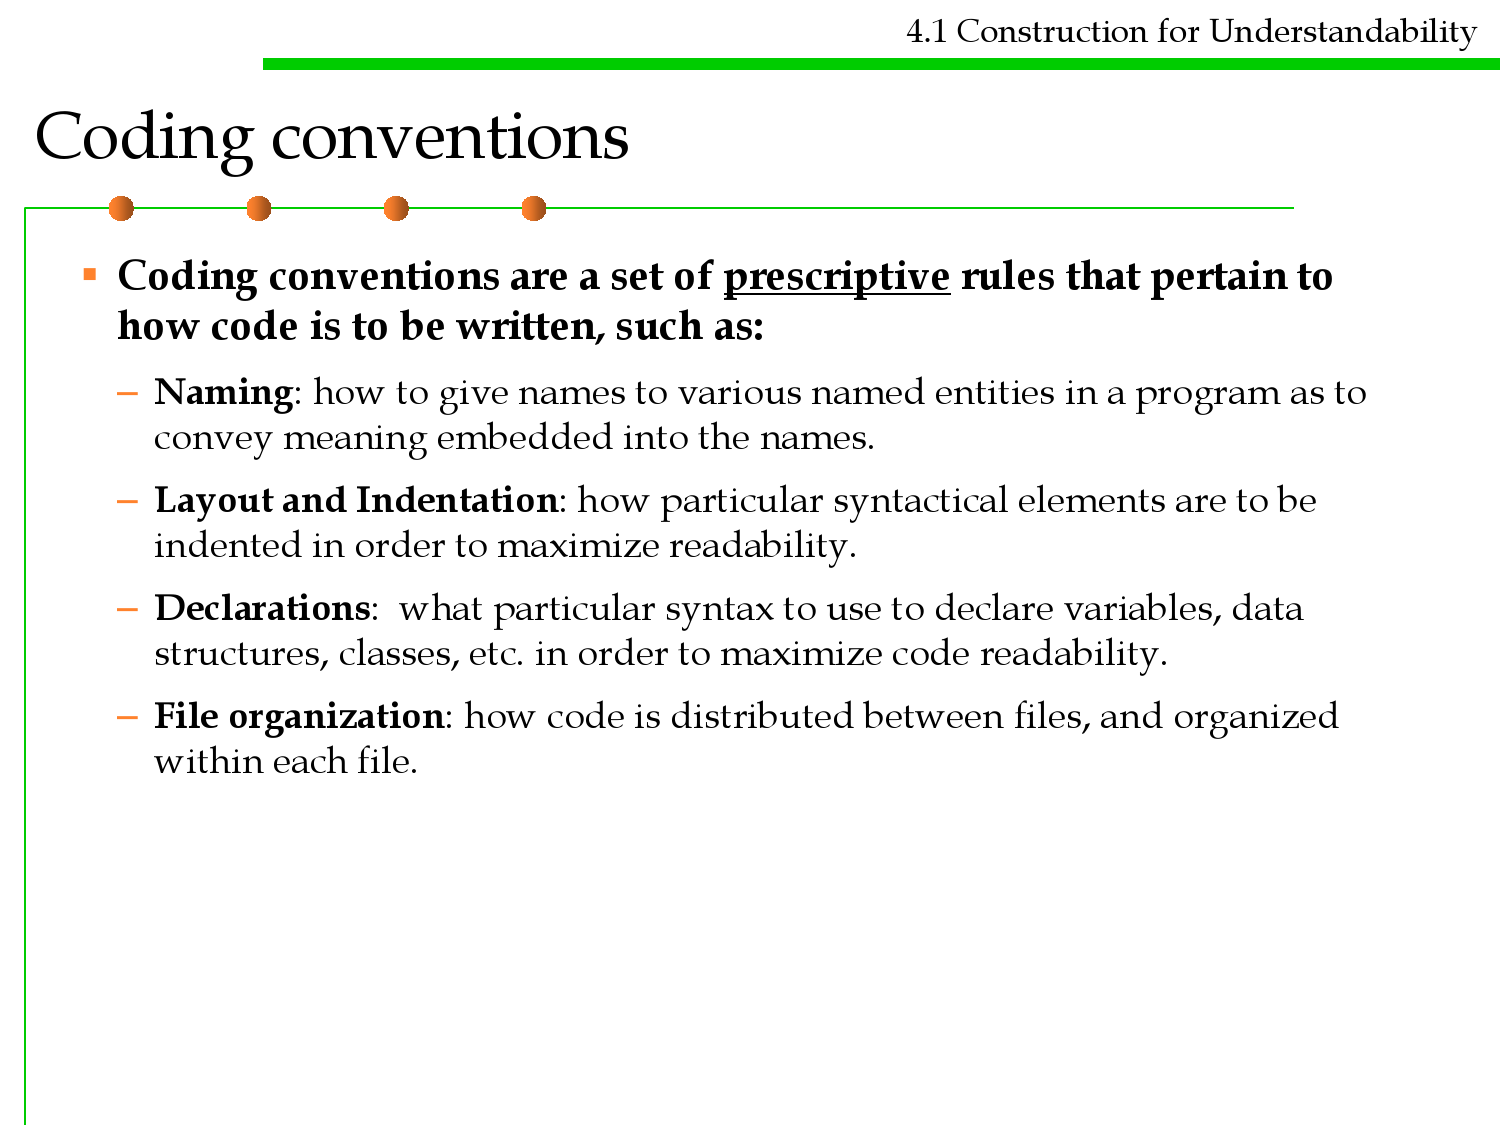 4.1 Construction for Understandability
Coding conventions
▪ Coding conventions are a set of prescriptive rules that pertain to
how code is to be written, such as:
– Naming: how to give names to various named entities in a program as to
convey meaning embedded into the names.
– Layout and Indentation: how particular syntactical elements are to be
indented in order to maximize readability.
– Declarations:  what particular syntax to use to declare variables, data
structures, classes, etc. in order to maximize code readability.
– File organization: how code is distributed between files, and organized
within each file.